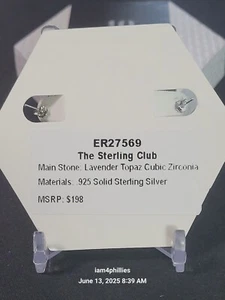 ER27569
The Sterling Club
Main Stone: Lavender Topaz Cubic Zirconia
Materials: .925 Solid Sterling Silver
MSRP: $198
iam4phillies
June 13, 2025 8:39 AM